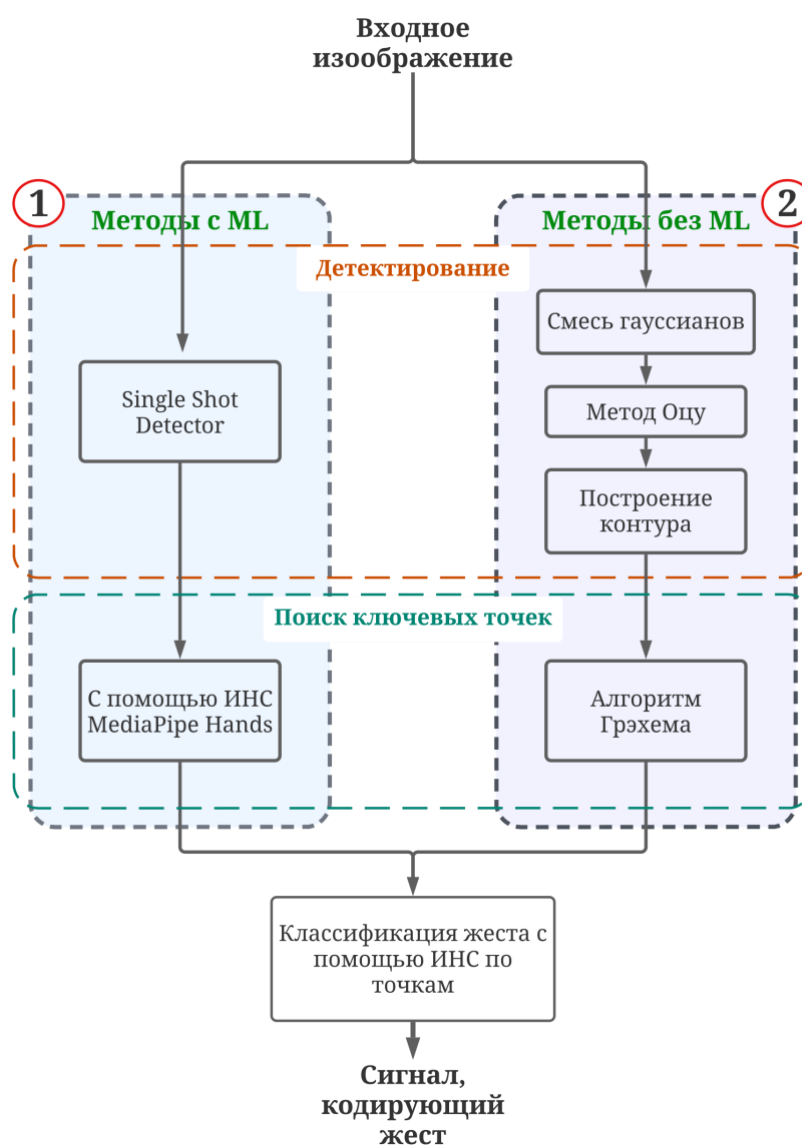 Входное
изоображение
1
Методы с ML
Методы без ML
2
Детектирование
Смесь гауссианов
Single Shot
Detector
Метод Оцу
Построение
контура
Поиск ключевых точек
С помощью ИНС
MediaPipe Hands
Алгоритм
Грэхема
Классификация жеста с
помощью ИНС по
точкам
Сигнал,
кодирующий
жест